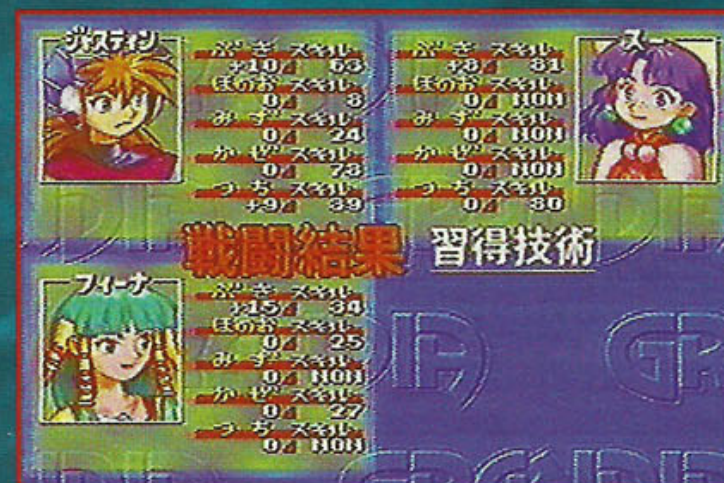 ジャスティン
ぶき スキル
+10 63
ほのお スキル
0 8
みず スキル
0 24
かぜ スキル
0 73
つち スキル
+9 39
スー
ぶき スキル
+8 81
ほのお スキル
0 NON
みず スキル
0 NON
かぜ スキル
0 NON
つち スキル
0 80
戦闘結果 習得技術
フィーナ
ぶき スキル
+15 34
ほのお スキル
0 25
みず スキル
0 NON
かぜ スキル
0 27
つち スキル
0 NON